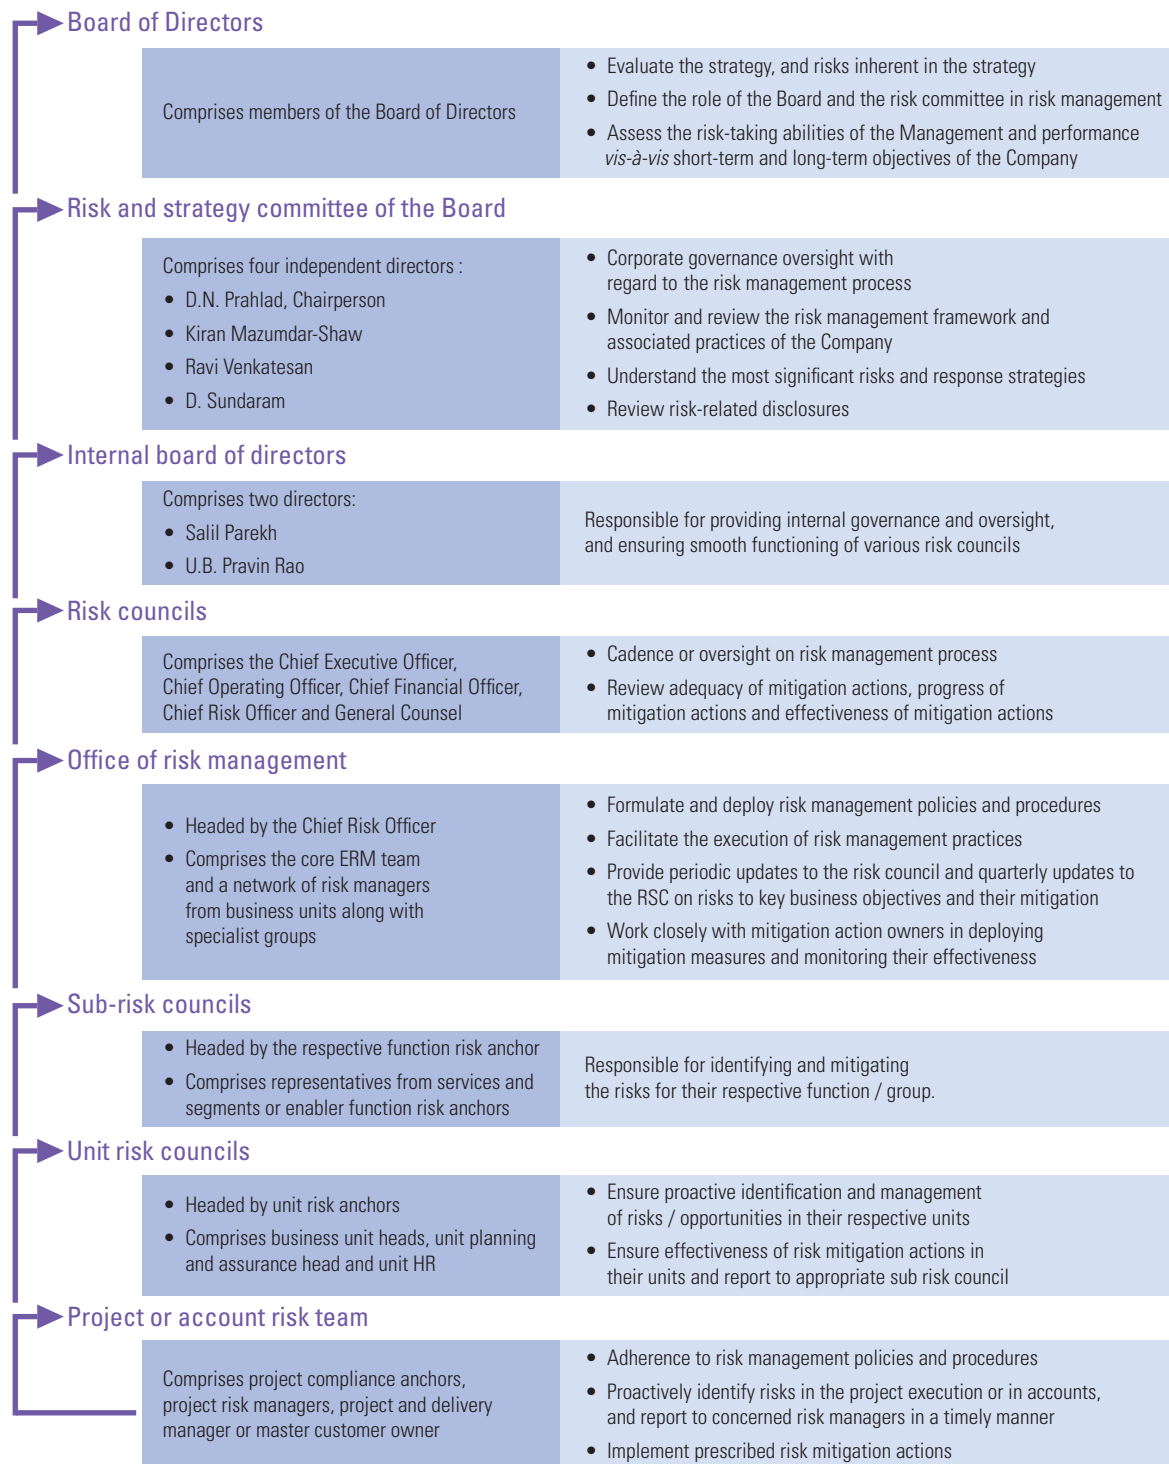 Board of Directors
Comprises members of the Board of Directors
• Evaluate the strategy, and risks inherent in the strategy
• Define the role of the Board and the risk committee in risk management
• Assess the risk-taking abilities of the Management and performance
vis-à-vis short-term and long-term objectives of the Company
Risk and strategy committee of the Board
Comprises four independent directors :
• D.N. Prahlad, Chairperson
• Kiran Mazumdar-Shaw
• Ravi Venkatesan
• D. Sundaram
• Corporate governance oversight with
regard to the risk management process
• Monitor and review the risk management framework and
associated practices of the Company
• Understand the most significant risks and response strategies
• Review risk-related disclosures
Internal board of directors
Comprises two directors:
• Salil Parekh
• U.B. Pravin Rao
Responsible for providing internal governance and oversight,
and ensuring smooth functioning of various risk councils
Risk councils
Comprises the Chief Executive Officer,
Chief Operating Officer, Chief Financial Officer,
Chief Risk Officer and General Counsel
• Cadence or oversight on risk management process
• Review adequacy of mitigation actions, progress of
mitigation actions and effectiveness of mitigation actions
Office of risk management
• Headed by the Chief Risk Officer
• Comprises the core ERM team
and a network of risk managers
from business units along with
specialist groups
• Formulate and deploy risk management policies and procedures
• Facilitate the execution of risk management practices
• Provide periodic updates to the risk council and quarterly updates to
the RSC on risks to key business objectives and their mitigation
• Work closely with mitigation action owners in deploying
mitigation measures and monitoring their effectiveness
Sub-risk councils
• Headed by the respective function risk anchor
• Comprises representatives from services and
segments or enabler function risk anchors
Responsible for identifying and mitigating
the risks for their respective function / group.
Unit risk councils
• Headed by unit risk anchors
• Comprises business unit heads, unit planning
and assurance head and unit HR
• Ensure proactive identification and management
of risks / opportunities in their respective units
• Ensure effectiveness of risk mitigation actions in
their units and report to appropriate sub risk council
Project or account risk team
Comprises project compliance anchors,
project risk managers, project and delivery
manager or master customer owner
• Adherence to risk management policies and procedures
• Proactively identify risks in the project execution or in accounts,
and report to concerned risk managers in a timely manner
• Implement prescribed risk mitigation actions